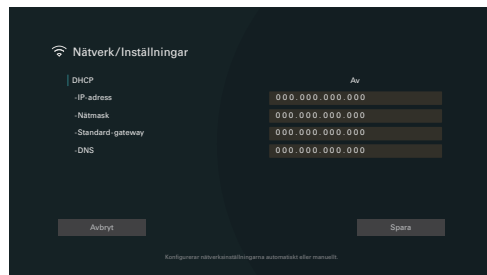 Nätverk/Inställningar
DHCP Av
-IP-adress 000.000.000.000
-Nätmask 000.000.000.000
-Standard-gateway 000.000.000.000
-DNS 000.000.000.000
Avbryt Spara
Konfigurerar nätverksinställningarna automatiskt eller manuellt.